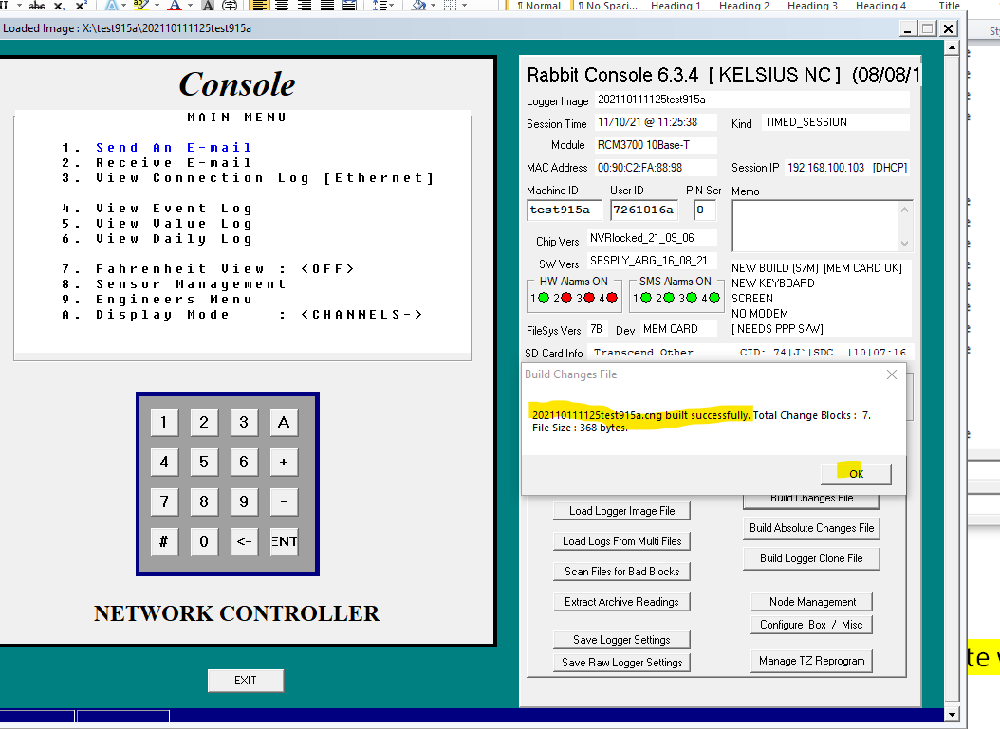 U abc X₂ X² A ab A A
¶ Normal ¶ No Spaci... Heading 1 Heading 2 Heading 3 Heading 4 Title
Loaded Image : X:\test915a\202110111125test915a
Console
MAIN MENU
1. Send An E-mail
2. Receive E-mail
3. View Connection Log [Ethernet]
4. View Event Log
5. View Value Log
6. View Daily Log
7. Fahrenheit View : <OFF>
8. Sensor Management
9. Engineers Menu
A. Display Mode : <CHANNELS->
1 2 3 A
4 5 6 +
7 8 9 -
# 0 <- ENT
NETWORK CONTROLLER
EXIT
Rabbit Console 6.3.4 [ KELSIUS NC ] (08/08/1
Logger Image 202110111125test915a
Session Time 11/10/21 @ 11:25:38 Kind TIMED_SESSION
Module RCM3700 10Base-T
MAC Address 00:90:C2:FA:88:98 Session IP 192.168.100.103 [DHCP]
Machine ID User ID PIN Ser Memo
test915a 7261016a 0
Chip Vers NVRlocked_21_09_06
SW Vers SESPLY_ARG_16_08_21
HW Alarms ON SMS Alarms ON
1 2 3 4 1 2 3 4
NEW BUILD (S/M) [MEM CARD OK]
NEW KEYBOARD
SCREEN
NO MODEM
[ NEEDS PPP S/W]
FileSys Vers 7B Dev MEM CARD
SD Card Info Transcend Other CID: 74|J`|SDC |10|07:16
Build Changes File
202110111125test915a.cng built successfully. Total Change Blocks : 7.
File Size : 368 bytes.
OK
Build Changes File
Load Logger Image File
Build Absolute Changes File
Load Logs From Multi Files
Build Logger Clone File
Scan Files for Bad Blocks
Extract Archive Readings
Node Management
Configure Box / Misc
Save Logger Settings
Save Raw Logger Settings
Manage TZ Reprogram